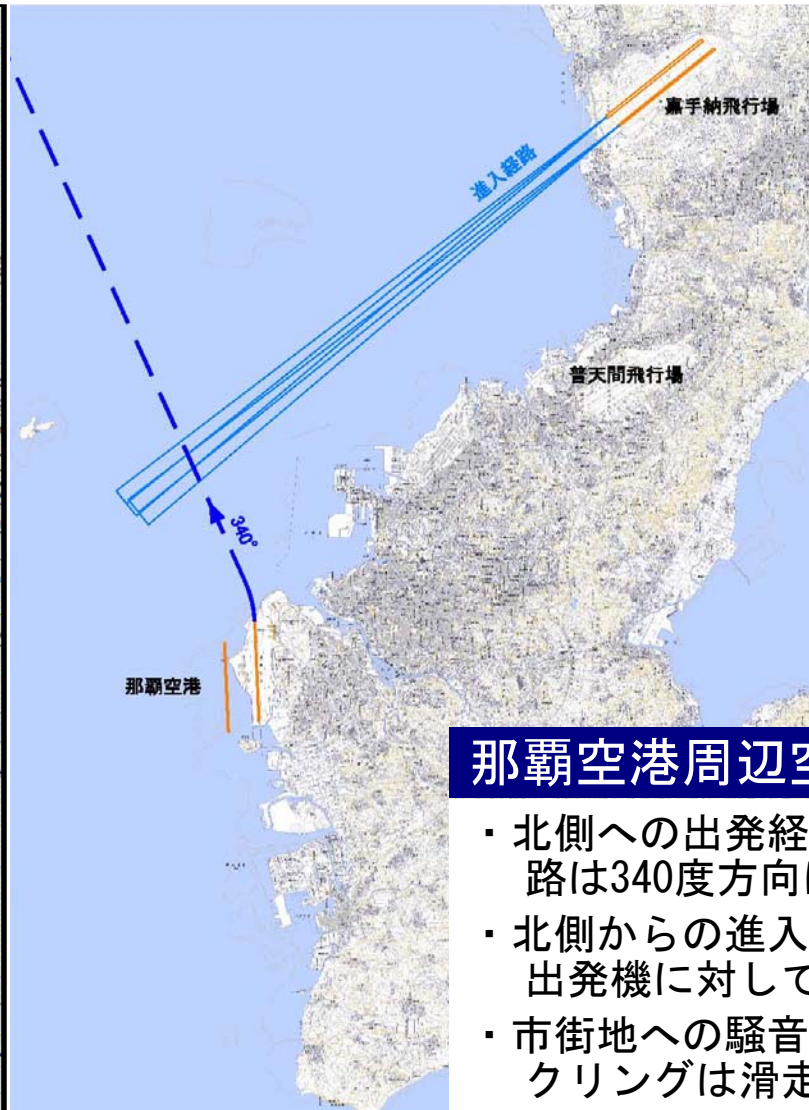 嘉手納飛行場
進入経路
普天間飛行場
340°
那覇空港
那覇空港周辺空
・北側への出発経
路は340度方向に
・北側からの進入
出発機に対して
・市街地への騒音
クリングは滑走